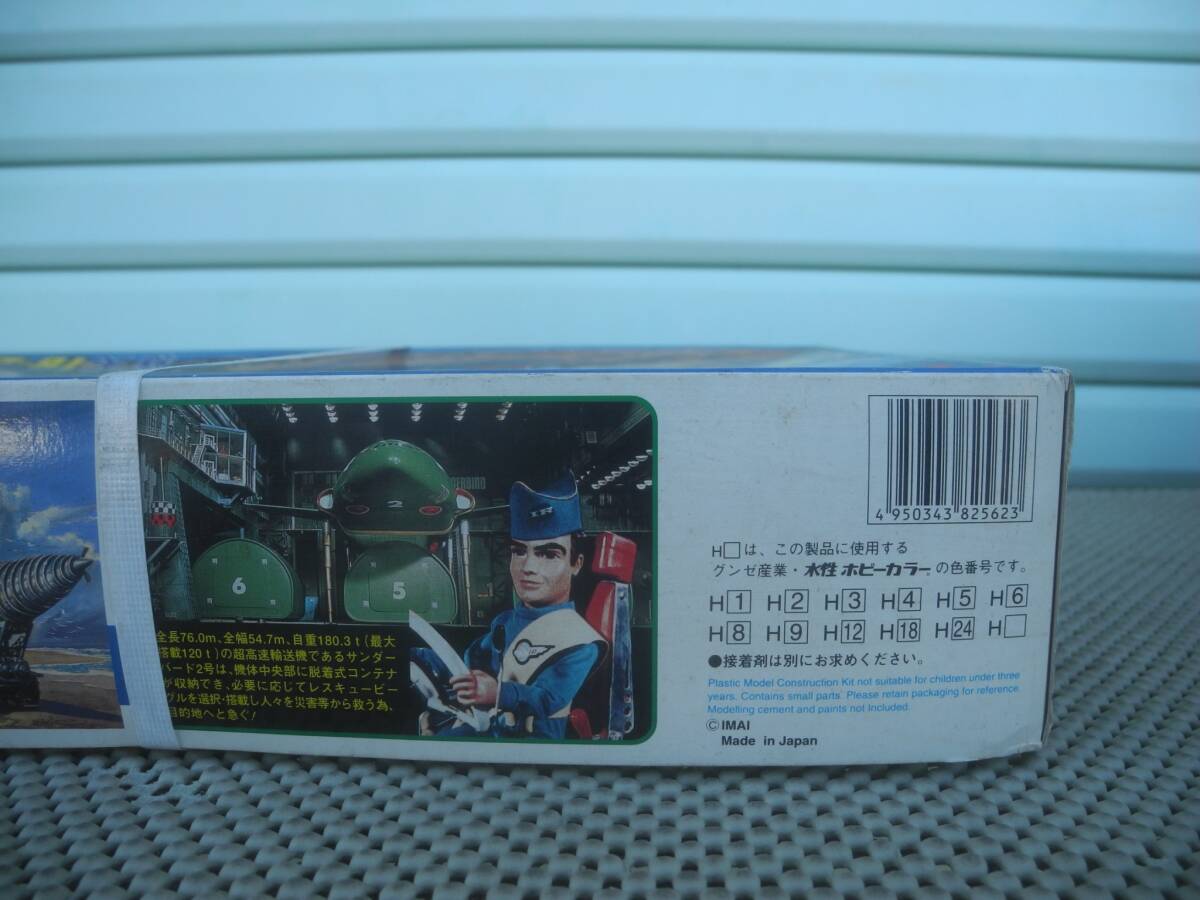 2
6
5
IR
全長76.0m、全幅54.7m、自重180.3t(最大
搭載120t)の超高速輸送機であるサンダー
バード2号は、機体中央部に脱着式コンテナ
が収納でき、必要に応じてレスキュービー
グルを選択・搭載し人々を災害等から救う為、
目的地へと急ぐ!
4 950343 825623
H□は、この製品に使用する
グンゼ産業・水性ホビーカラーの色番号です。
H1 H2 H3 H4 H5 H6
H8 H9 H12 H18 H24 H□
●接着剤は別にお求めください。
Plastic Model Construction Kit not suitable for children under three
years. Contains small parts. Please retain packaging for reference.
Modelling cement and paints not Included.
©IMAI
Made in Japan